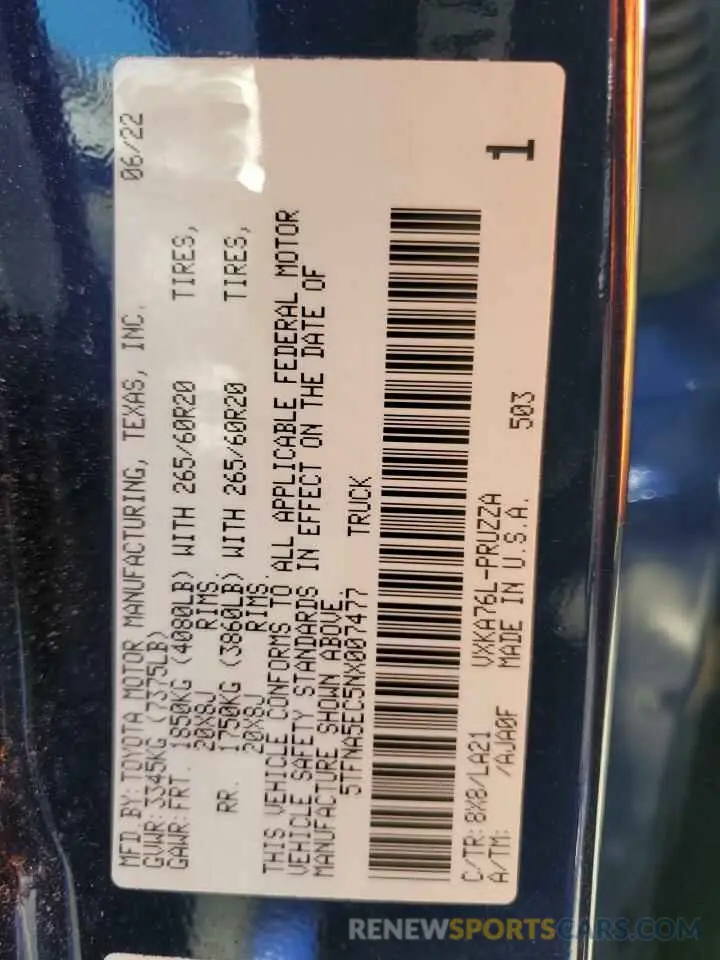 MFD BY: TOYOTA MOTOR MANUFACTURING, TEXAS, INC. 06/22
GVWR: 3345KG (7375LB)
GAWR: FRT. 1850KG (4080LB) WITH 265/60R20 TIRES,
20X8J RIMS.
RR. 1750KG (3860LB) WITH 265/60R20 TIRES,
20X8J RIMS.
THIS VEHICLE CONFORMS TO ALL APPLICABLE FEDERAL MOTOR
VEHICLE SAFETY STANDARDS IN EFFECT ON THE DATE OF
MANUFACTURE SHOWN ABOVE.
5TFNA5EC5NX007477 TRUCK
1
C/TR: 8X8/LA21 VXKA76L-PRUZZA
A/TM: /AJA0F MADE IN U.S.A. 503
RENEWSPORTCARS.COM